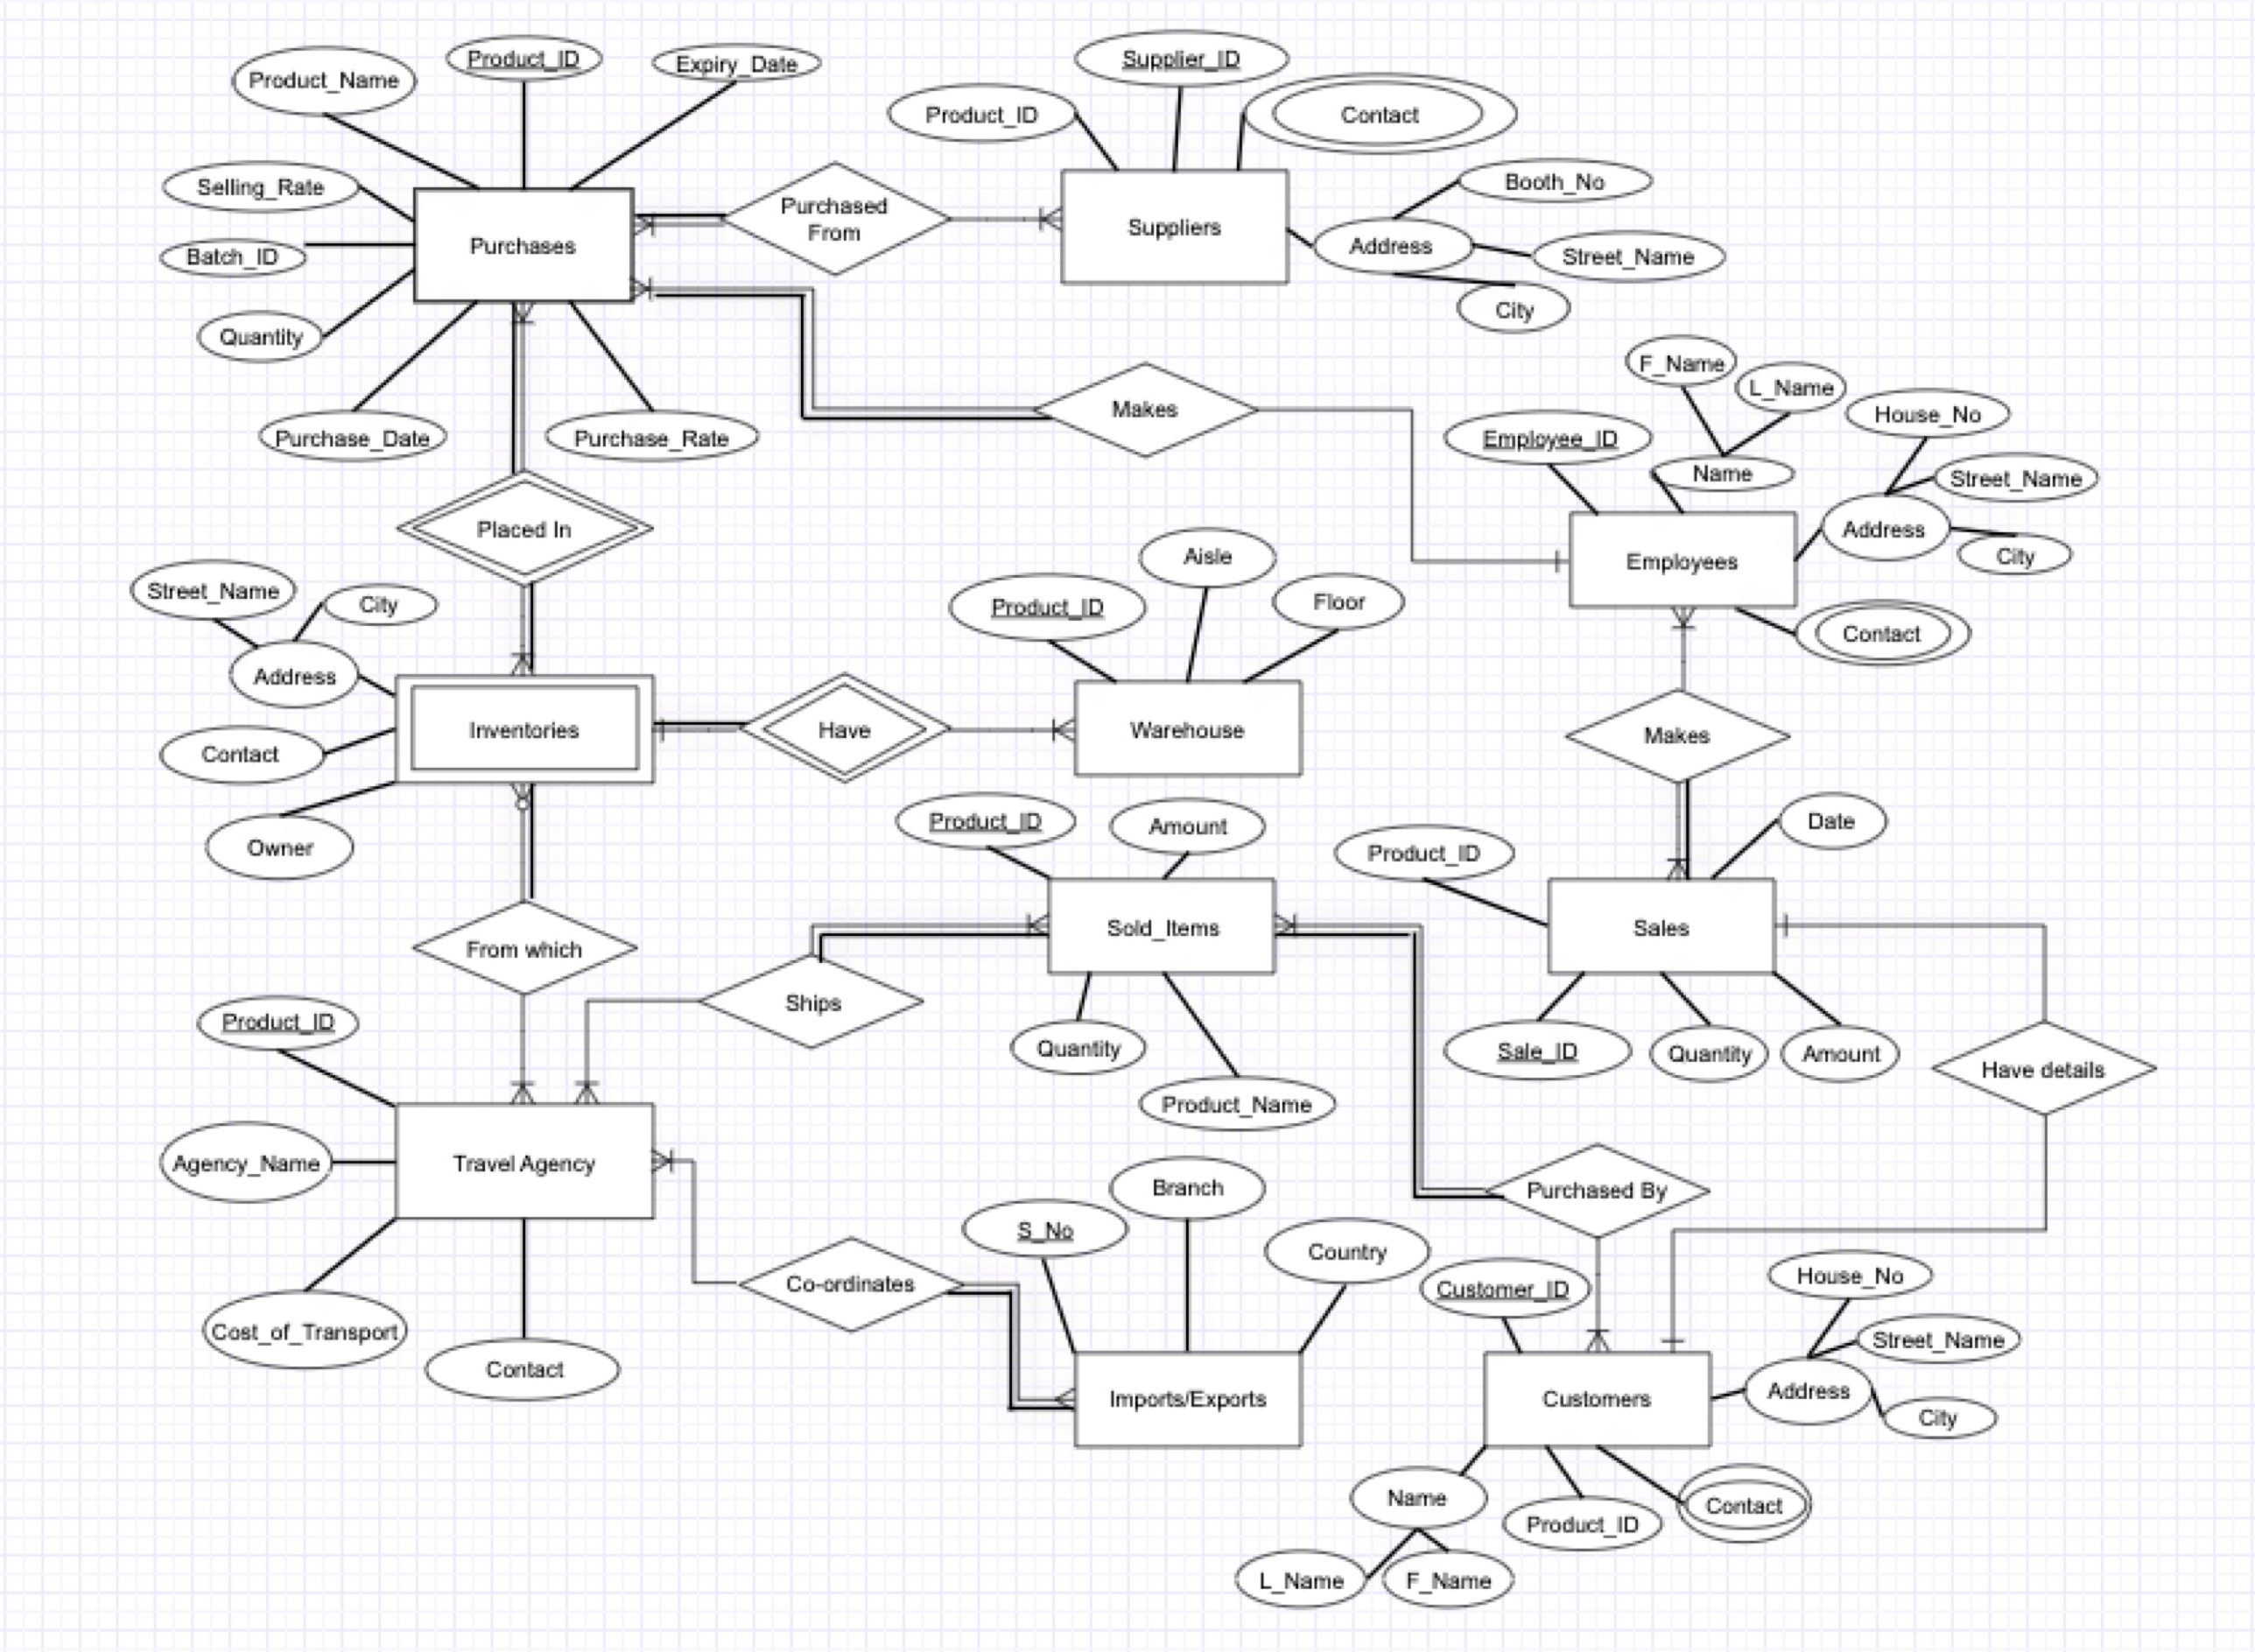 Product_Name
Product_ID
Expiry_Date
Supplier_ID
Product_ID
Contact
Selling_Rate
Purchased
From
Booth_No
Purchases
Suppliers
Address
Batch_ID
Street_Name
City
Quantity
F_Name
L_Name
Makes
House_No
Purchase_Date
Purchase_Rate
Employee_ID
Name
Street_Name
Placed In
Address
Aisle
City
Employees
Street_Name
City
Product_ID
Floor
Contact
Address
Inventories
Have
Warehouse
Makes
Contact
Product_ID
Amount
Date
Owner
Product_ID
From which
Sold_Items
Sales
Product_ID
Ships
Quantity
Sale_ID
Quantity
Amount
Have details
Product_Name
Agency_Name
Travel Agency
Branch
Purchased By
S_No
Country
Co-ordinates
Customer_ID
House_No
Cost_of_Transport
Street_Name
Contact
Imports/Exports
Customers
Address
City
Name
Product_ID
Contact
L_Name
F_Name